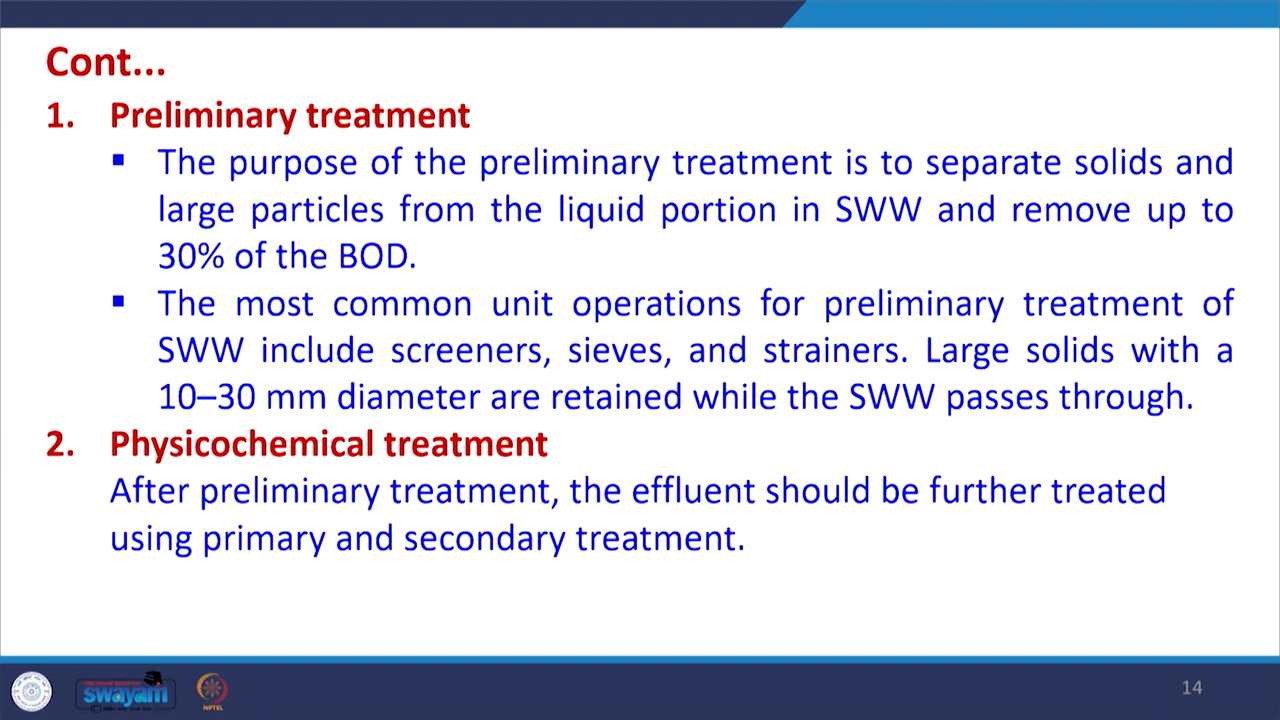 Cont...
1. Preliminary treatment
▪ The purpose of the preliminary treatment is to separate solids and
large particles from the liquid portion in SWW and remove up to
30% of the BOD.
▪ The most common unit operations for preliminary treatment of
SWW include screeners, sieves, and strainers. Large solids with a
10–30 mm diameter are retained while the SWW passes through.
2. Physicochemical treatment
After preliminary treatment, the effluent should be further treated
using primary and secondary treatment.
swayam
NPTEL
14